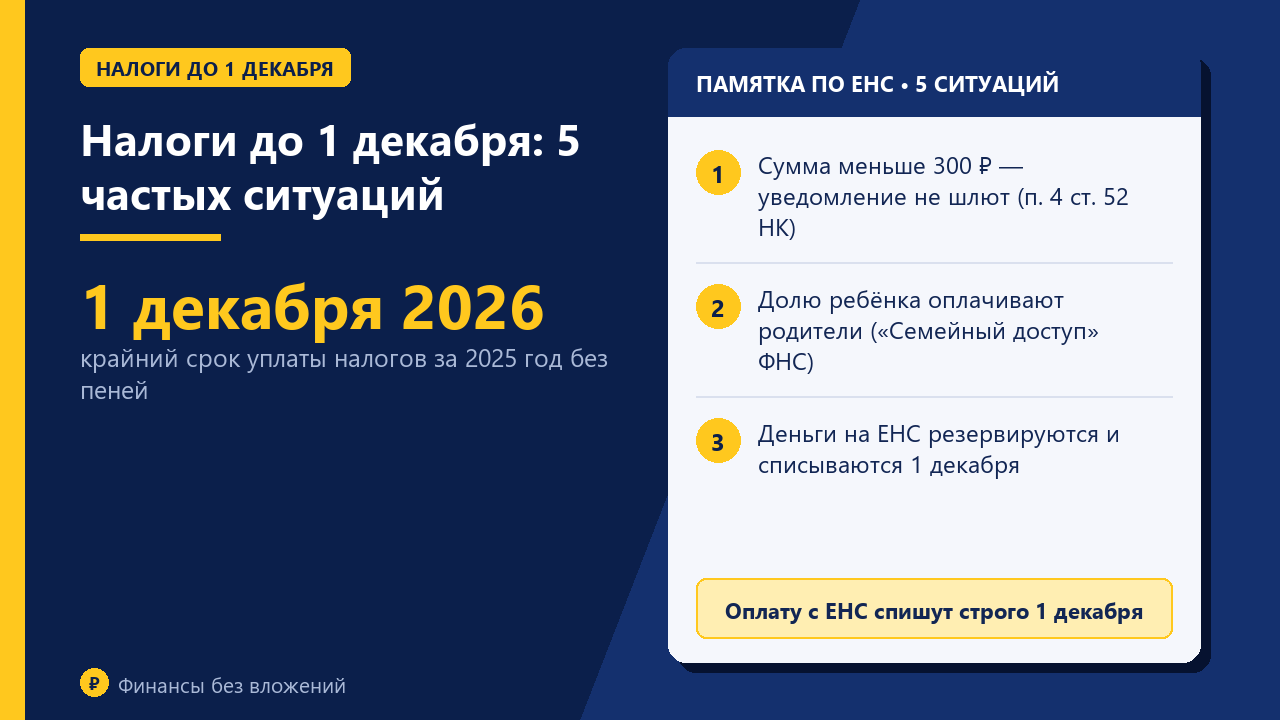 НАЛОГИ ДО 1 ДЕКАБРЯ
Налоги до 1 декабря: 5
частых ситуаций
1 декабря 2026
крайний срок уплаты налогов за 2025 год без
пеней
₽ Финансы без вложений
ПАМЯТКА ПО ЕНС • 5 СИТУАЦИЙ
1 Сумма меньше 300 ₽ —
уведомление не шлют (п. 4 ст. 52
НК)
2 Долю ребёнка оплачивают
родители («Семейный доступ»
ФНС)
3 Деньги на ЕНС резервируются и
списываются 1 декабря
Оплату с ЕНС спишут строго 1 декабря